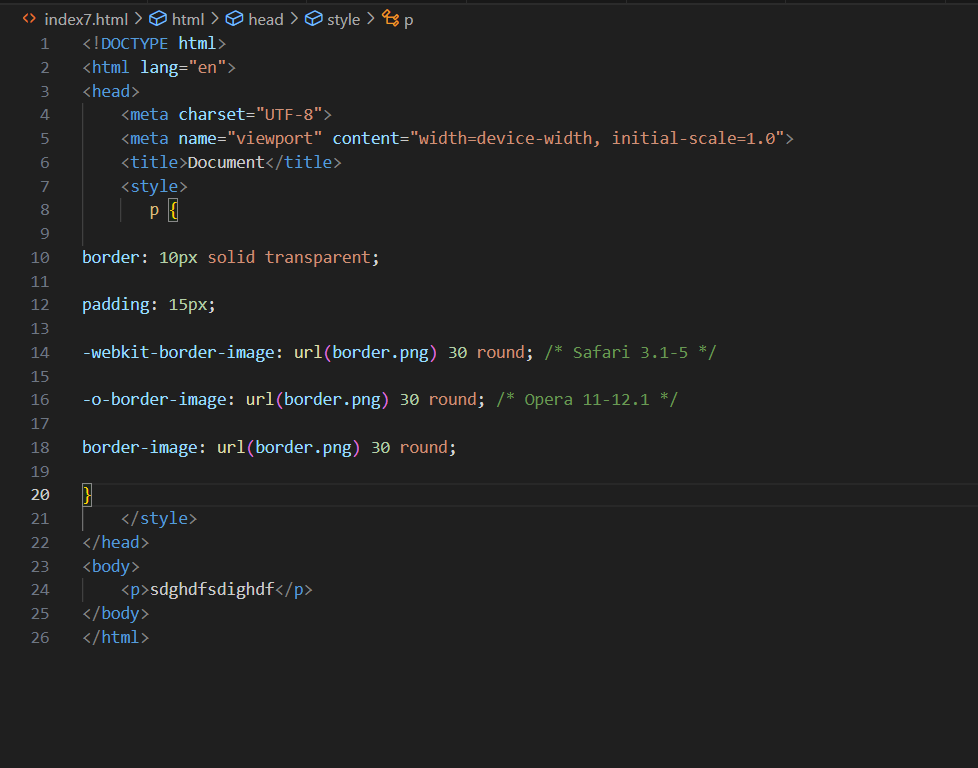 index7.html > html > head > style > p
1 <!DOCTYPE html>
2 <html lang="en">
3 <head>
4     <meta charset="UTF-8">
5     <meta name="viewport" content="width=device-width, initial-scale=1.0">
6     <title>Document</title>
7     <style>
8        p {
9
10 border: 10px solid transparent;
11
12 padding: 15px;
13
14 -webkit-border-image: url(border.png) 30 round; /* Safari 3.1-5 */
15
16 -o-border-image: url(border.png) 30 round; /* Opera 11-12.1 */
17
18 border-image: url(border.png) 30 round;
19
20 }
21     </style>
22 </head>
23 <body>
24     <p>sdghdfsdighdf</p>
25 </body>
26 </html>